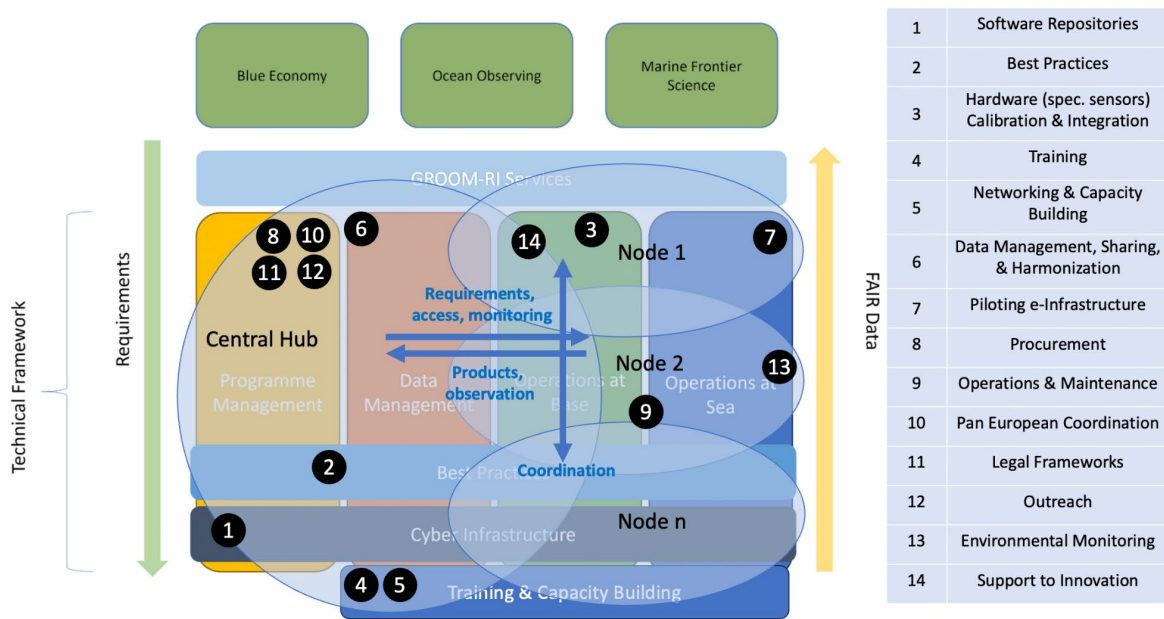 Blue Economy
Ocean Observing
Marine Frontier
Science
GROOM-RI Services
Technical Framework
Requirements
FAIR Data
8
10
11
12
6
14
3
7
Node 1
Requirements,
access, monitoring
Central Hub
Node 2
13
Programme
Management
Data
Management
Products,
observation
Operations at
Base
Operations at
Sea
9
2
Best Practices
Coordination
1
Cyber Infrastructure
Node n
4
5
Training & Capacity Building
1 Software Repositories
2 Best Practices
3 Hardware (spec. sensors)
Calibration & Integration
4 Training
5 Networking & Capacity
Building
6 Data Management, Sharing,
& Harmonization
7 Piloting e-Infrastructure
8 Procurement
9 Operations & Maintenance
10 Pan European Coordination
11 Legal Frameworks
12 Outreach
13 Environmental Monitoring
14 Support to Innovation